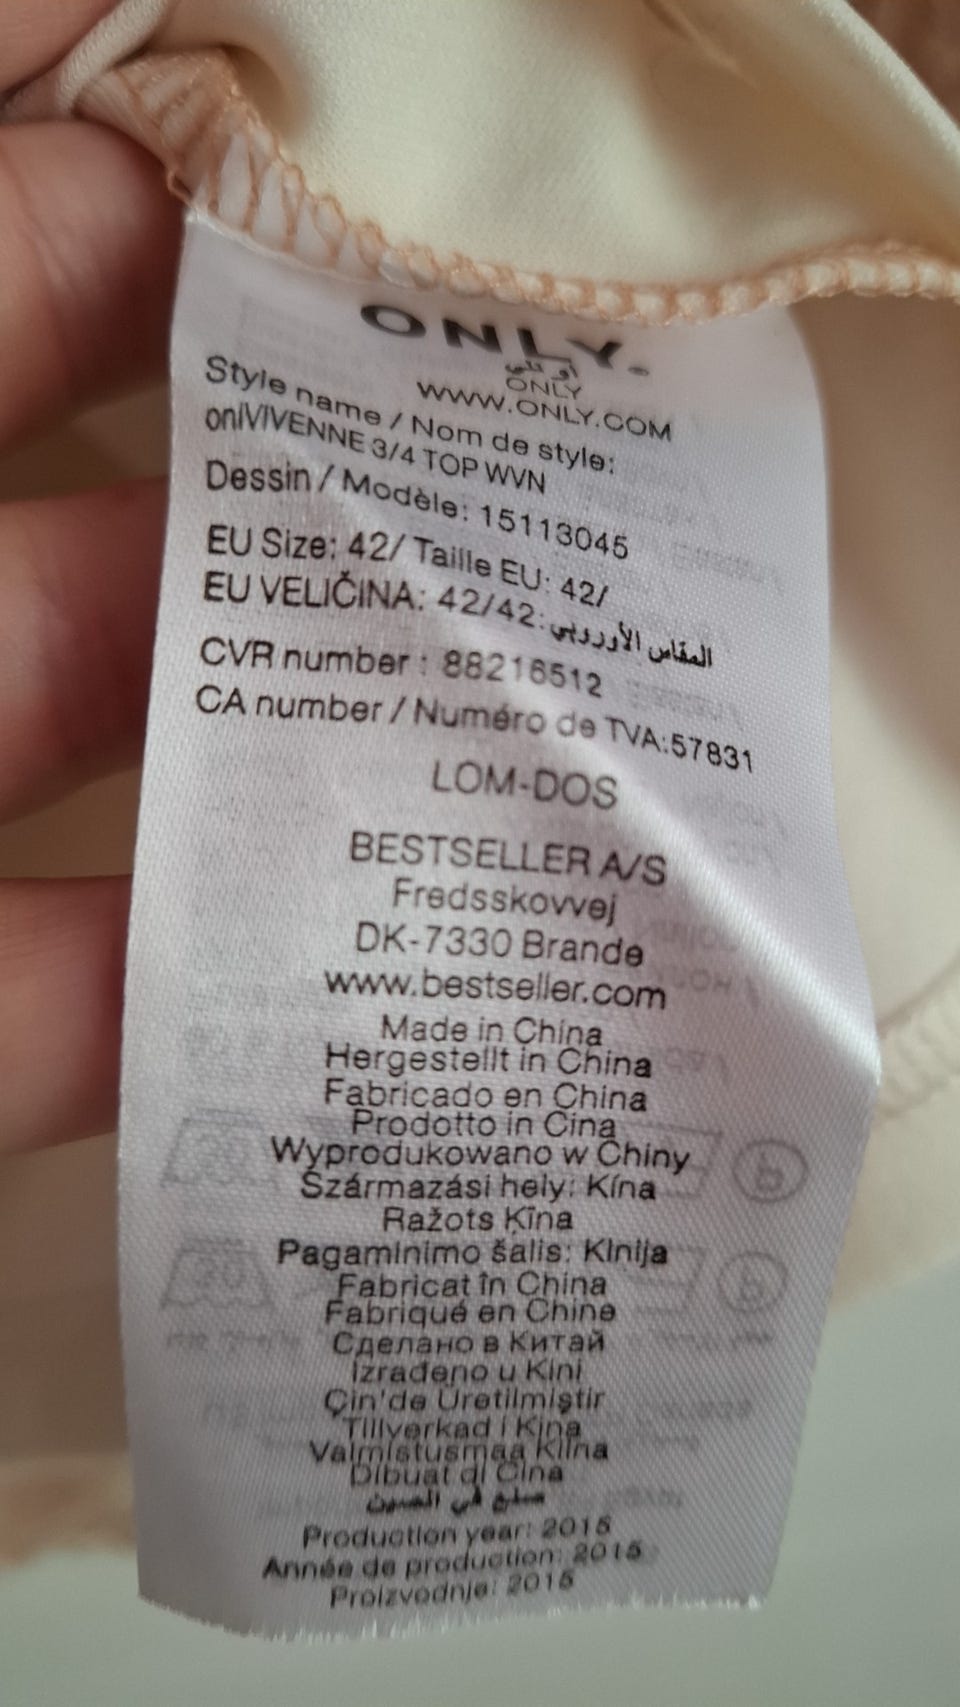 ONLY.
أونلي
ONLY
WWW.ONLY.COM
Style name / Nom de style:
onlVIVENNE 3/4 TOP WVN
Dessin / Modèle: 15113045
EU Size: 42/ Taille EU: 42/
EU VELIČINA: 42/42: المقاس الأوروبي
CVR number : 88216512
CA number / Numéro de TVA:57831
LOM-DOS
BESTSELLER A/S
Fredsskovvej
DK-7330 Brande
www.bestseller.com
Made in China
Hergestellt in China
Fabricado en China
Prodotto in Cina
Wyprodukowano w Chiny
Származási hely: Kína
Ražots Ķīna
Pagaminimo šalis: Kinija
Fabricat în China
Fabriqué en Chine
Сделано в Китай
Izrađeno u Kini
Çin'de Üretilmiştir
Tillverkad i Kina
Valmistusmaa Kiina
Dibuat di Cina
صنع في الصين
Production year: 2015
Année de production: 2015
Proizvodnje: 2015